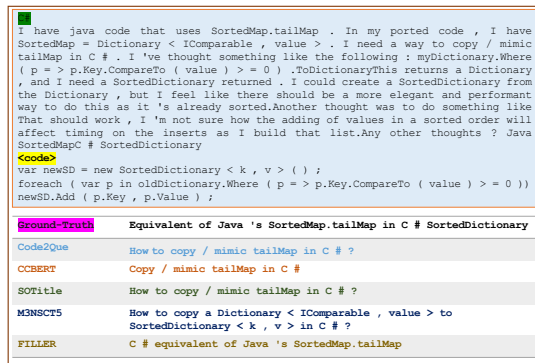 C#
I have java code that uses SortedMap.tailMap . In my ported code , I have
SortedMap = Dictionary < IComparable , value > . I need a way to copy / mimic
tailMap in C # . I 've thought something like the following : myDictionary.Where
( p = > p.Key.CompareTo ( value ) > = 0 ) .ToDictionaryThis returns a Dictionary
, and I need a SortedDictionary returned . I could create a SortedDictionary from
the Dictionary , but I feel like there should be a more elegant and performant
way to do this as it 's already sorted.Another thought was to do something like
That should work , I 'm not sure how the adding of values in a sorted order will
affect timing on the inserts as I build that list.Any other thoughts ? Java
SortedMapC # SortedDictionary
<code>
var newSD = new SortedDictionary < k , v > ( ) ;
foreach ( var p in oldDictionary.Where ( p = > p.Key.CompareTo ( value ) > = 0 ))
newSD.Add ( p.Key , p.Value ) ;
Ground-Truth Equivalent of Java 's SortedMap.tailMap in C # SortedDictionary
Code2Que How to copy / mimic tailMap in C # ?
CCBERT Copy / mimic tailMap in C #
SOTitle How to copy / mimic tailMap in C # ?
M3NSCT5 How to copy a Dictionary < IComparable , value > to
SortedDictionary < k , v > in C # ?
FILLER C # equivalent of Java 's SortedMap.tailMap